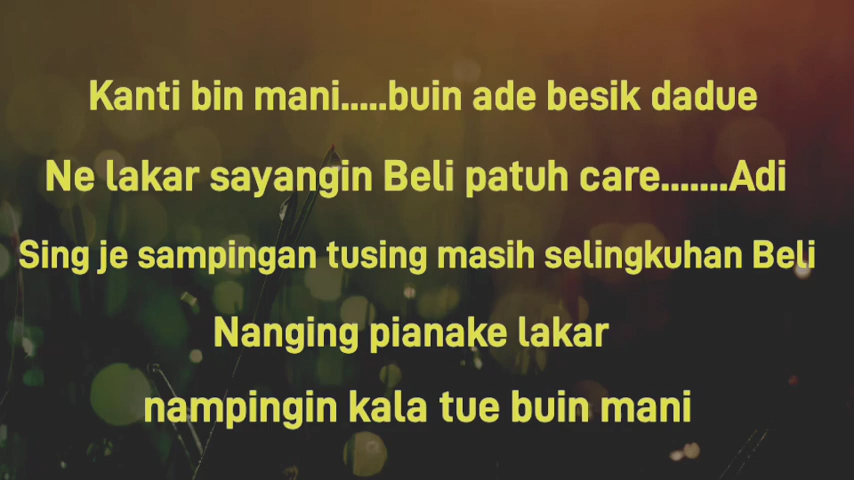 Kanti bin mani.....buin ade besik dadue
Ne lakar sayangin Beli patuh care.......Adi
Sing je sampingan tusing masih selingkuhan Beli
Nanging pianake lakar
nampingin kala tue buin mani